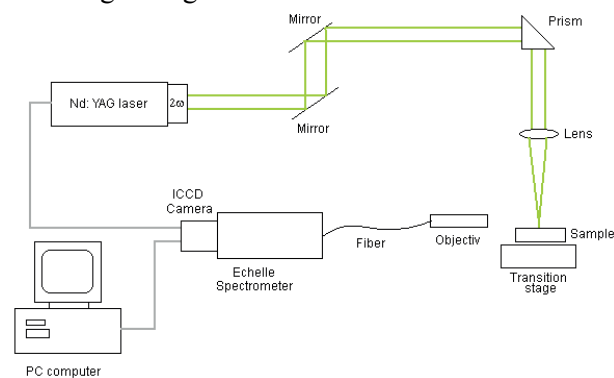 Mirror
Prism
Nd: YAG laser
2ω
Mirror
Lens
ICCD
Camera
Fiber
Objectiv
Sample
Echelle
Spectrometer
Transition
stage
PC computer